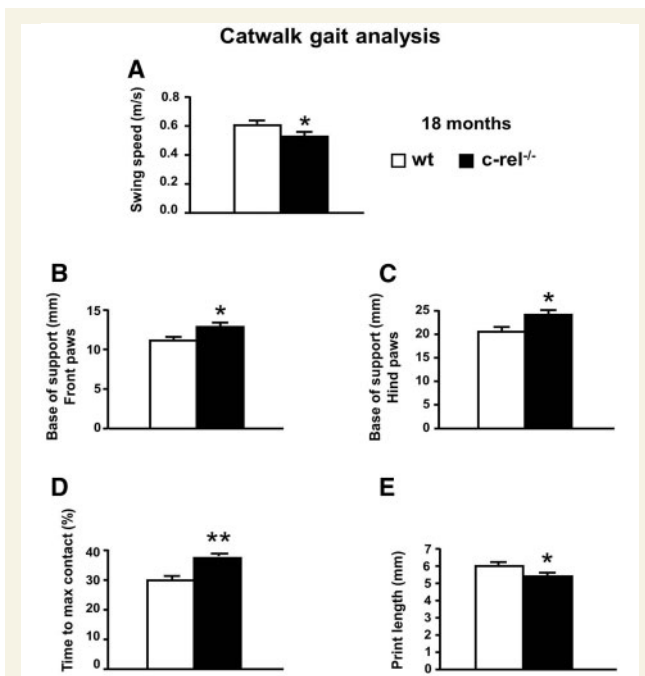 Catwalk gait analysis
A
Swing speed (m/s)
0.8
0.6
0.4
0.2
0.0
*
18 months
wt c-rel-/-
B
Base of support (mm)
Front paws
15
10
5
0
*
C
Base of support (mm)
Hind paws
25
20
15
10
5
0
*
D
Time to max contact (%)
40
30
20
10
0
**
E
Print length (mm)
7
6
5
4
3
2
1
0
*